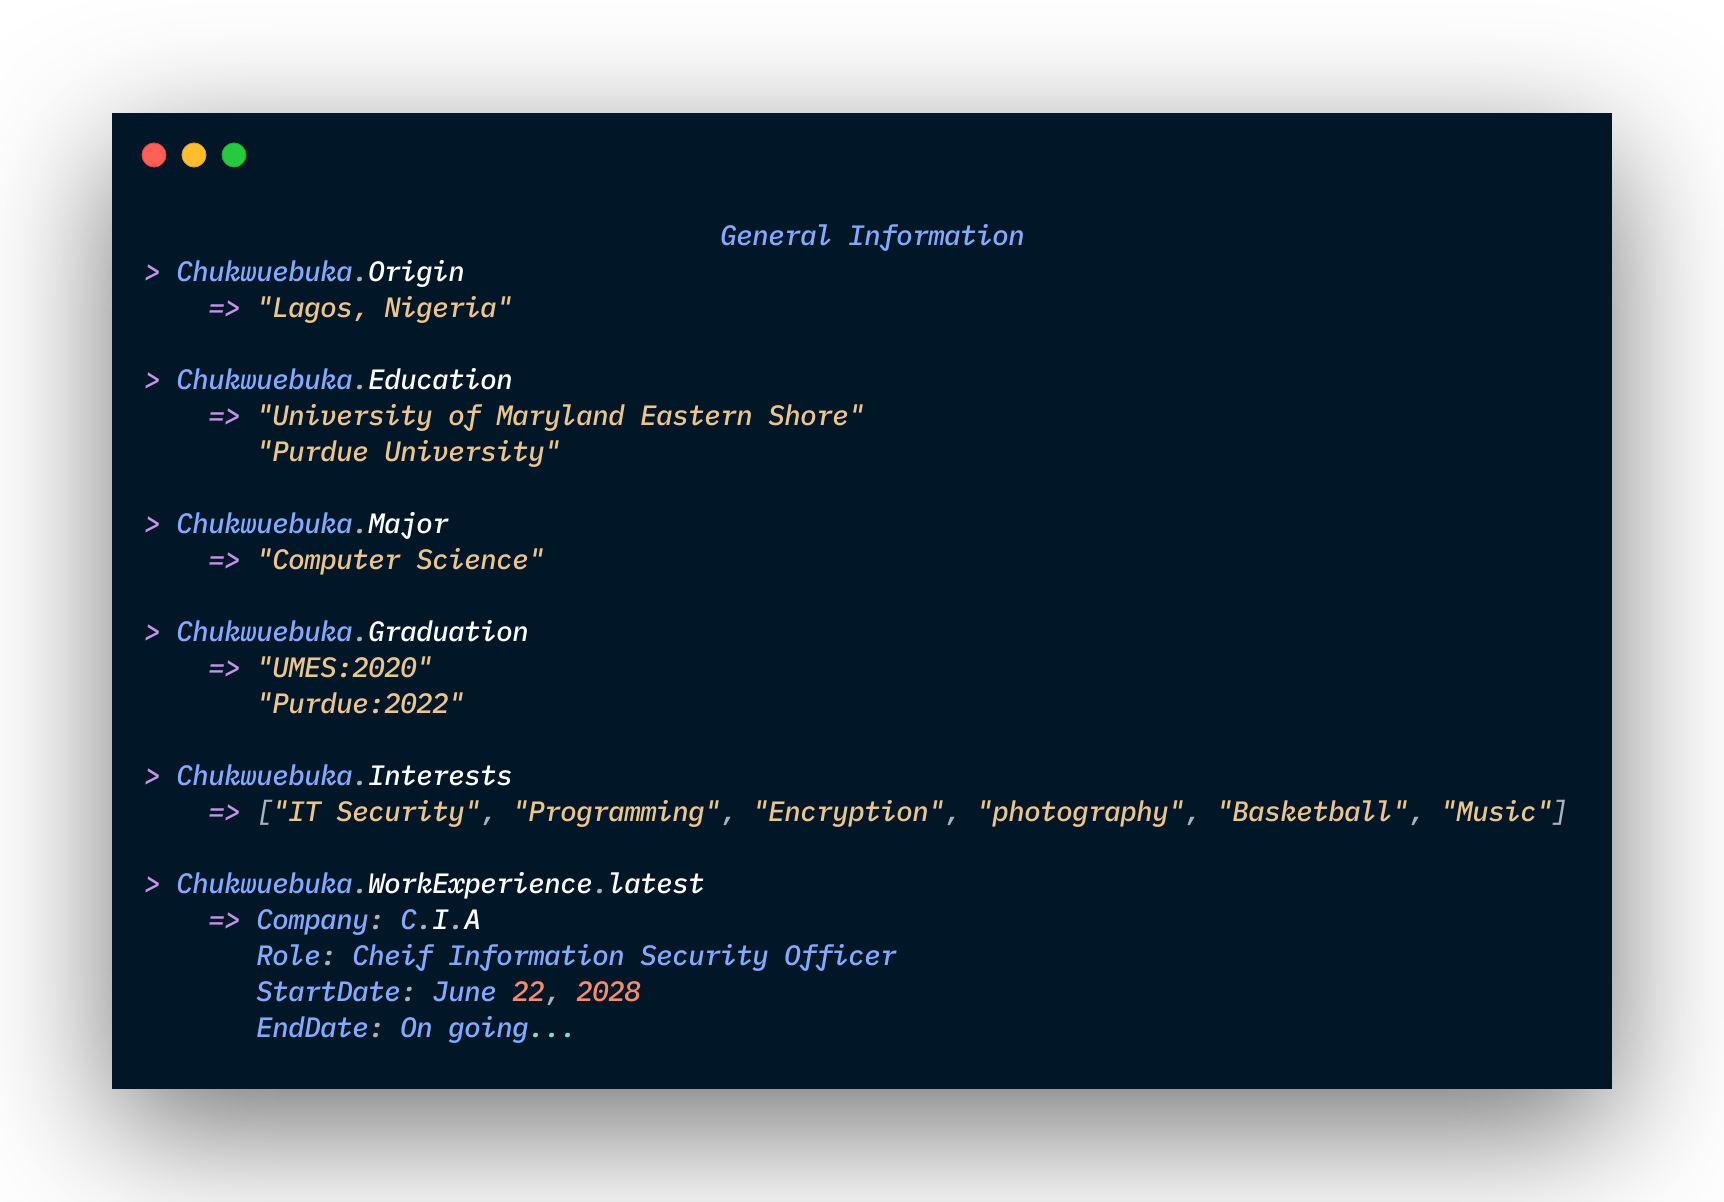 General Information
> Chukwuebuka.Origin
=> "Lagos, Nigeria"
> Chukwuebuka.Education
=> "University of Maryland Eastern Shore"
"Purdue University"
> Chukwuebuka.Major
=> "Computer Science"
> Chukwuebuka.Graduation
=> "UMES:2020"
"Purdue:2022"
> Chukwuebuka.Interests
=> ["IT Security", "Programming", "Encryption", "photography", "Basketball", "Music"]
> Chukwuebuka.WorkExperience.latest
=> Company: C.I.A
Role: Cheif Information Security Officer
StartDate: June 22, 2028
EndDate: On going...